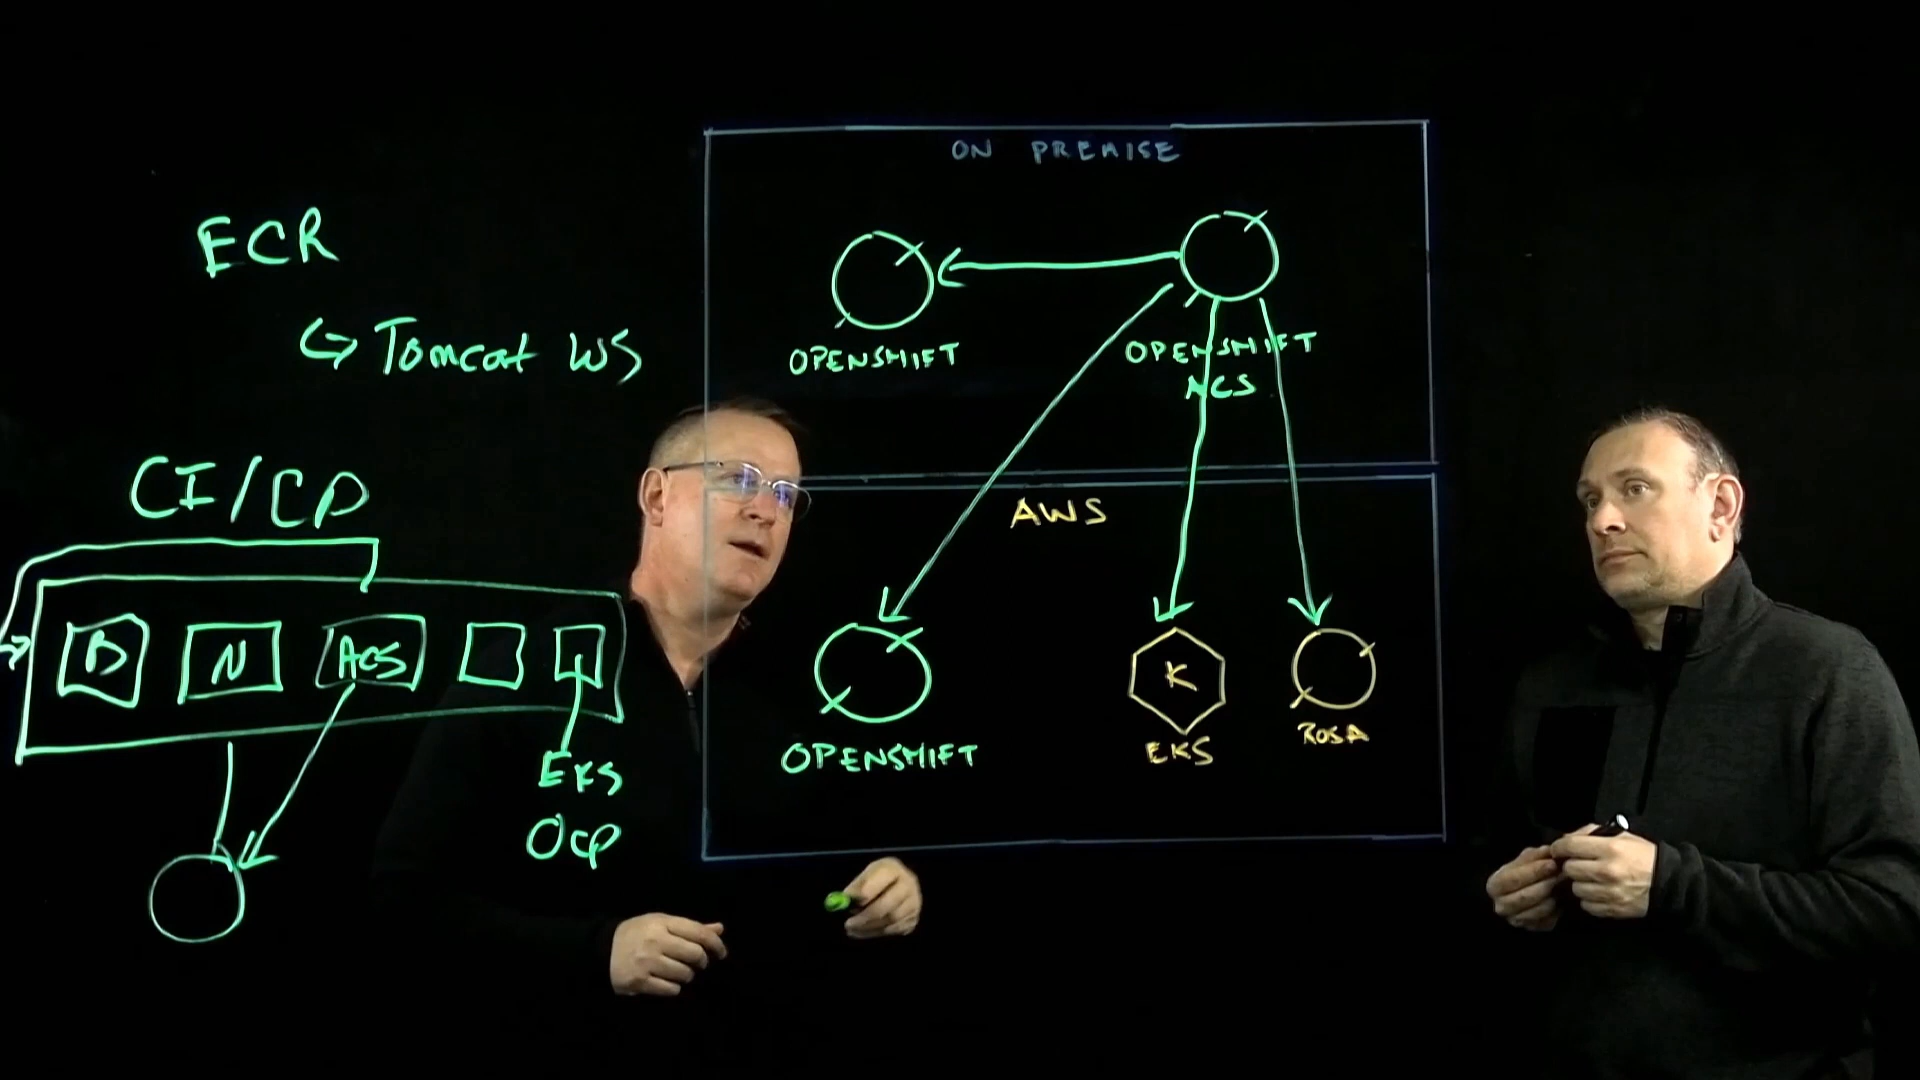 ECR
↳ Tomcat WS
CI/CD
B
N
ACS
EKS
OCP
ON PREMISE
OPENSHIFT
OPENSHIFT
ACS
AWS
OPENSHIFT
K
EKS
ROSA